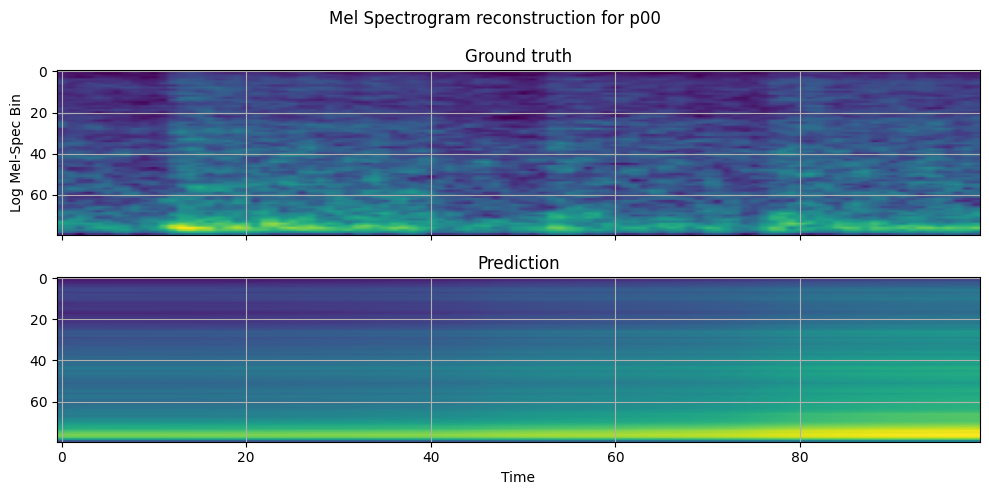 Mel Spectrogram reconstruction for p00
Ground truth
0
20
40
60
Log Mel-Spec Bin
Prediction
0
20
40
60
0 20 40 60 80
Time